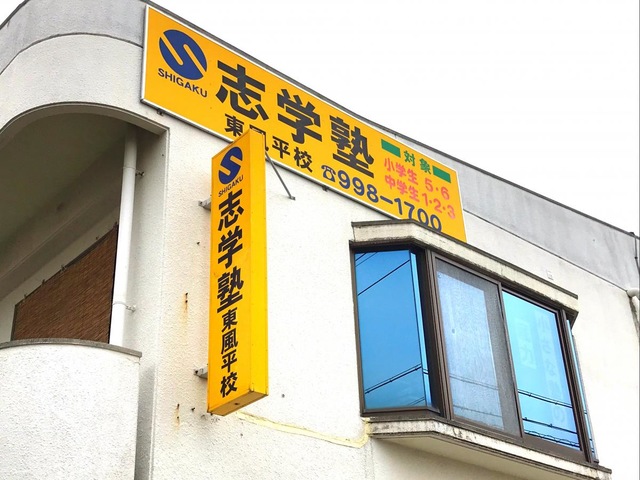 SHIGAKU
志学塾
東風平校
☎998-1700
対象
小学生 5・6
中学生 1・2・3
SHIGAKU
志学塾東風平校